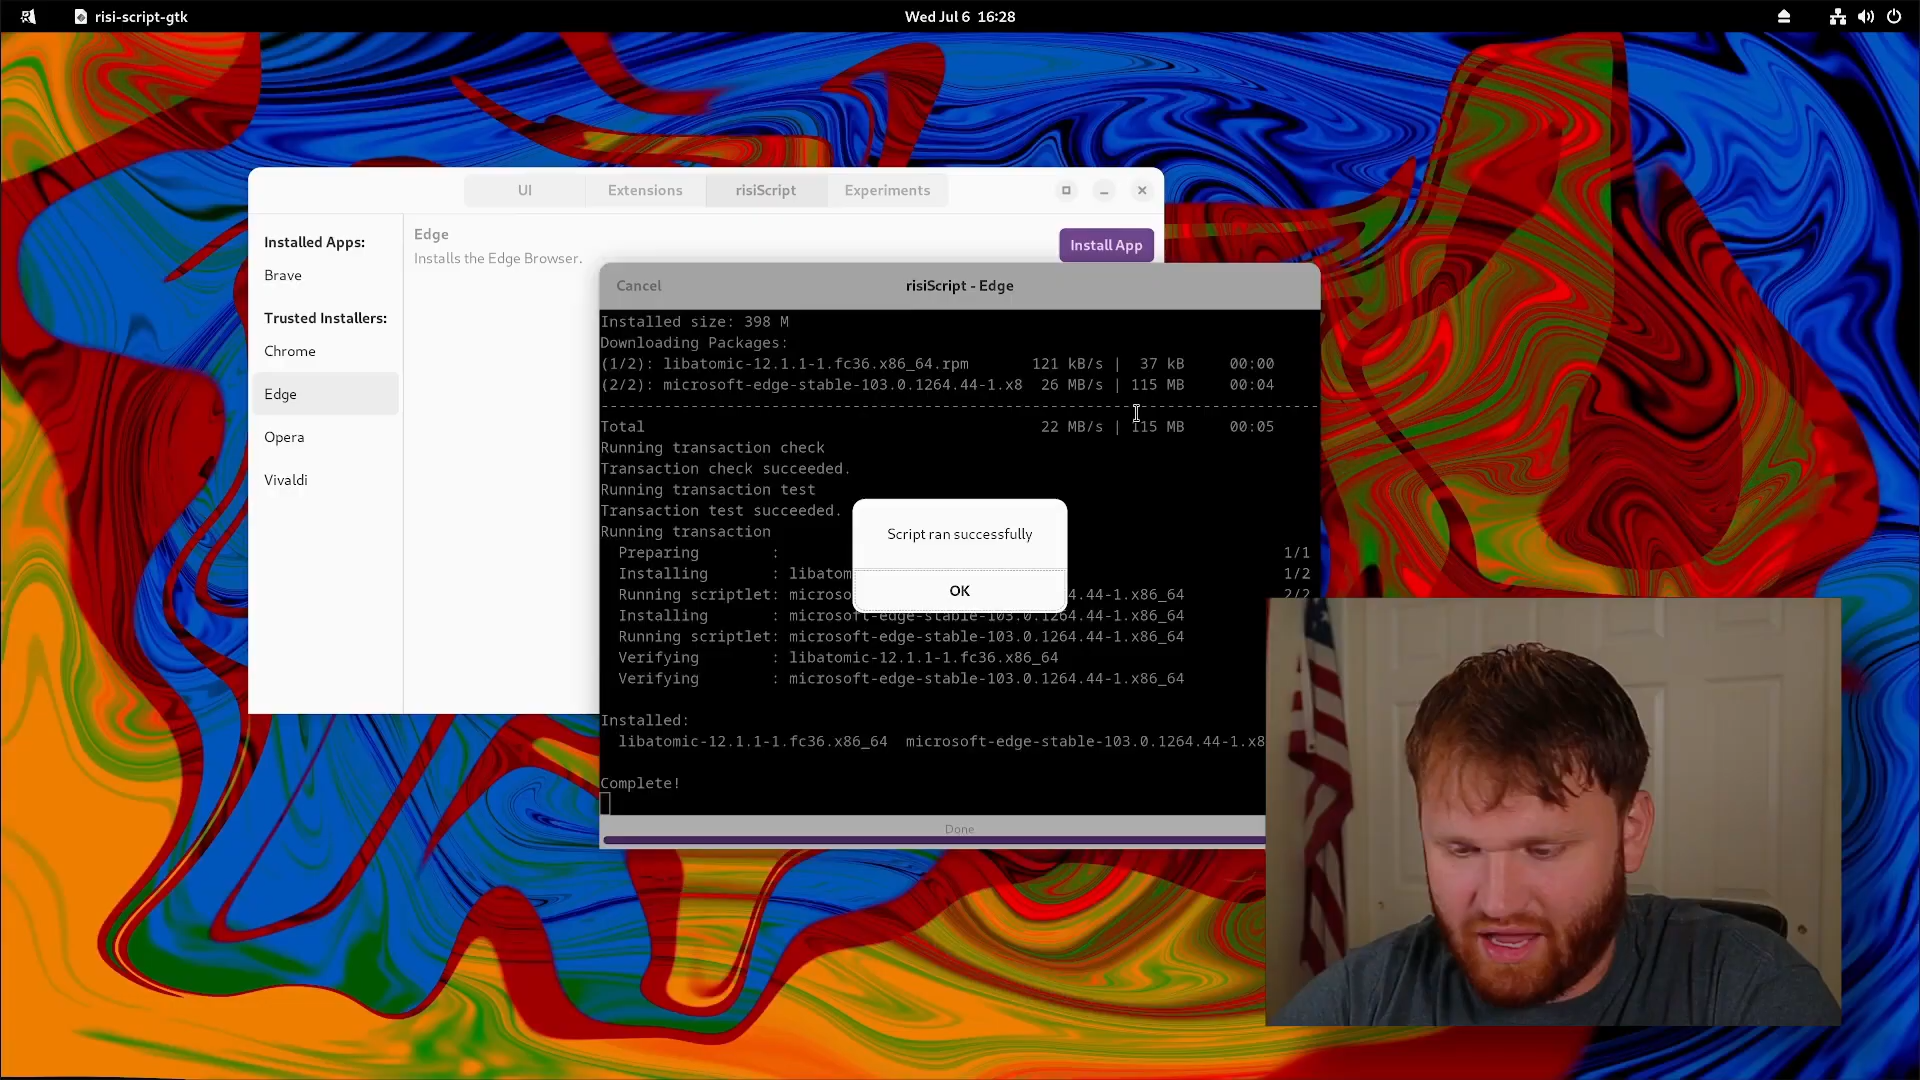 risi-script-gtk
Wed Jul 6 16:28
UI
Extensions
risiScript
Experiments
Installed Apps:
Brave
Trusted Installers:
Chrome
Edge
Opera
Vivaldi
Edge
Installs the Edge Browser.
Install App
Cancel
risiScript - Edge
Installed size: 398 M
Downloading Packages:
(1/2): libatomic-12.1.1-1.fc36.x86_64.rpm 121 kB/s | 37 kB 00:00
(2/2): microsoft-edge-stable-103.0.1264.44-1.x8 26 MB/s | 115 MB 00:04
--------------------------------------------------------------------------------
Total 22 MB/s | 115 MB 00:05
Running transaction check
Transaction check succeeded.
Running transaction test
Transaction test succeeded.
Running transaction
Preparing : 1/1
Installing : libatom 1/2
Running scriptlet: microso 4.44-1.x86_64 2/2
Installing : microsoft-edge-stable-103.0.1264.44-1.x86_64
Running scriptlet: microsoft-edge-stable-103.0.1264.44-1.x86_64
Verifying : libatomic-12.1.1-1.fc36.x86_64
Verifying : microsoft-edge-stable-103.0.1264.44-1.x86_64
Installed:
libatomic-12.1.1-1.fc36.x86_64 microsoft-edge-stable-103.0.1264.44-1.x8
Complete!
Done
Script ran successfully
OK